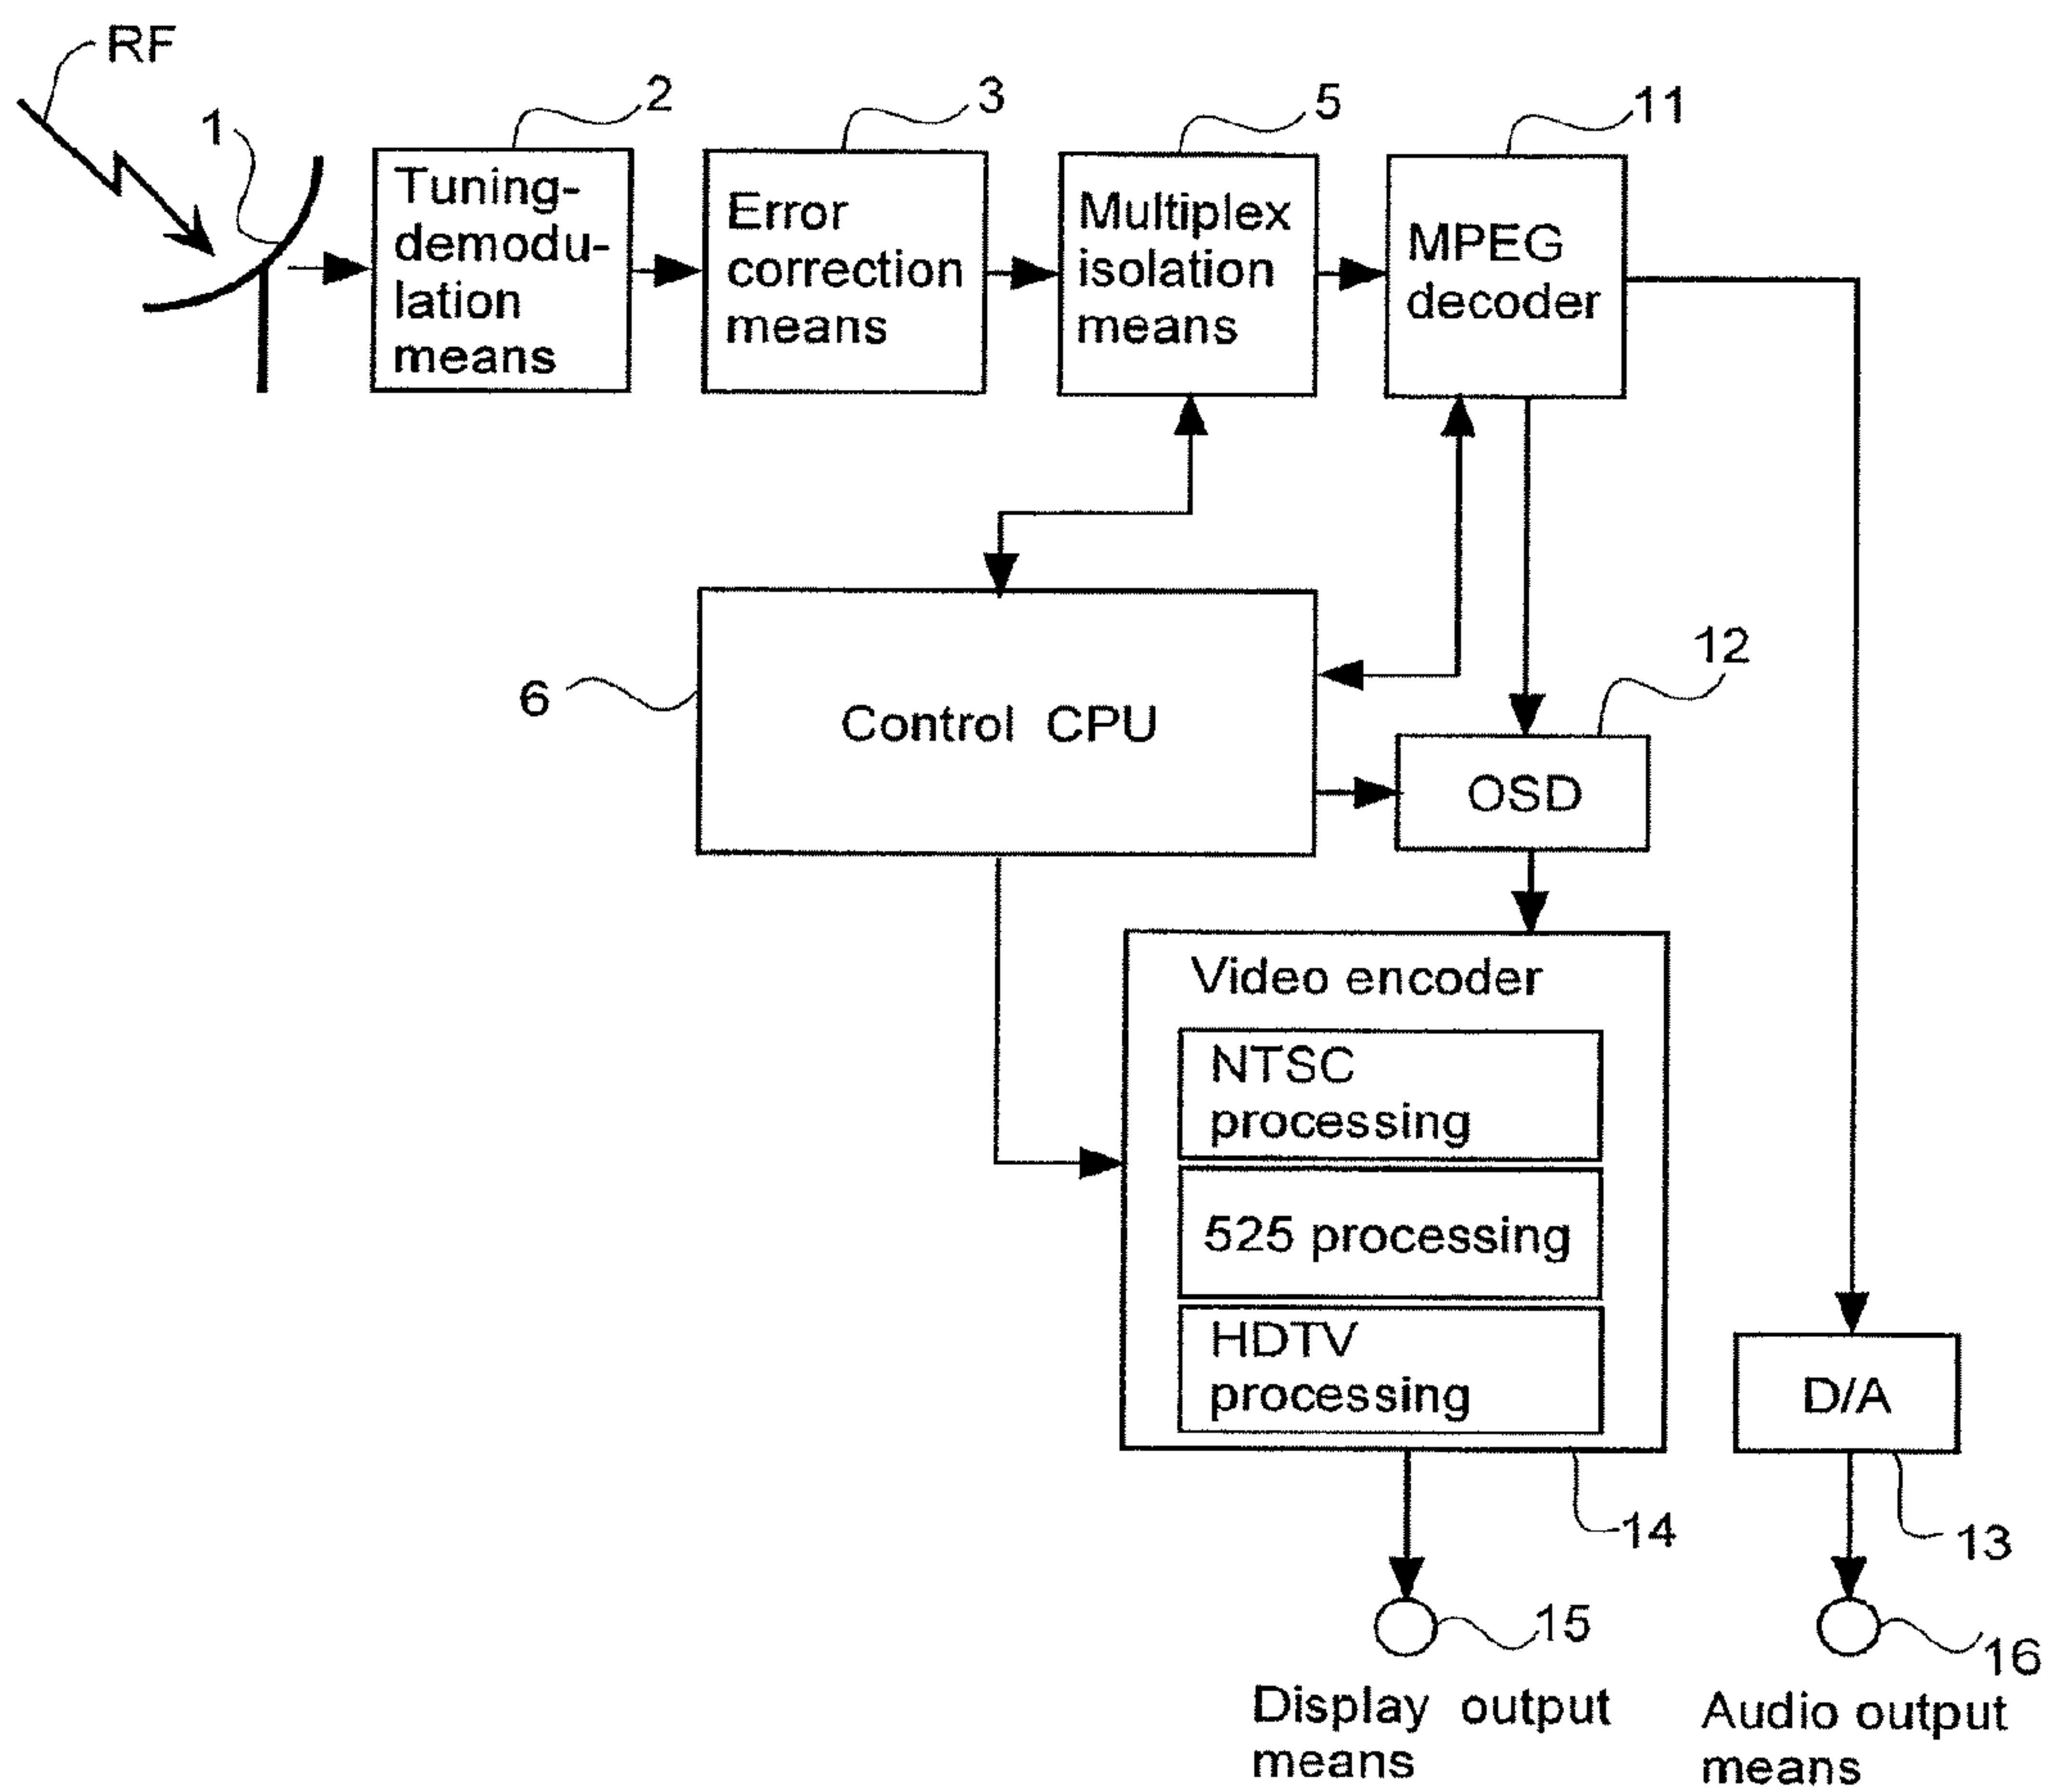 RF
1
2
3
5
11
Tuning-
demodu-
lation
means
Error
correction
means
Multiplex
isolation
means
MPEG
decoder
6
Control CPU
12
OSD
Video encoder
NTSC
processing
525 processing
HDTV
processing
D/A
14
13
15
16
Display output
means
Audio output
means